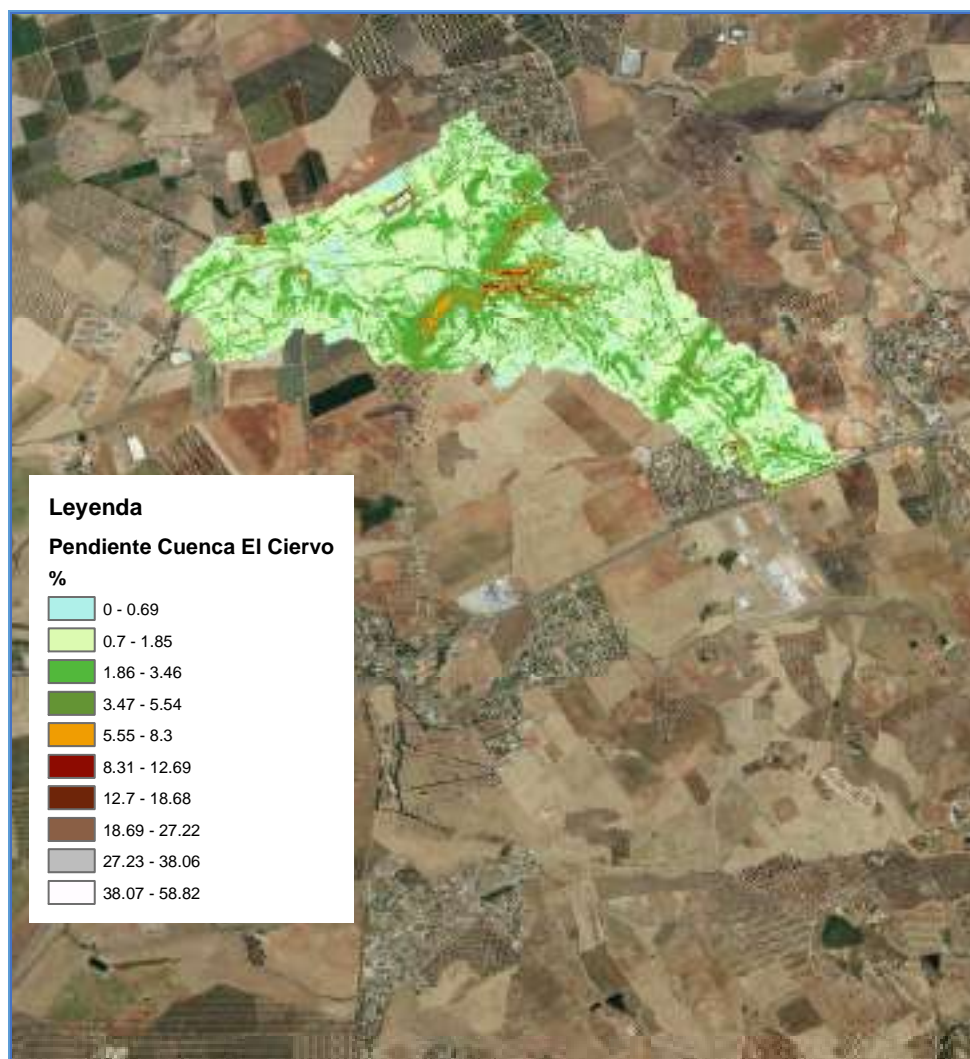 Leyenda
Pendiente Cuenca El Ciervo
%
0 - 0.69
0.7 - 1.85
1.86 - 3.46
3.47 - 5.54
5.55 - 8.3
8.31 - 12.69
12.7 - 18.68
18.69 - 27.22
27.23 - 38.06
38.07 - 58.82